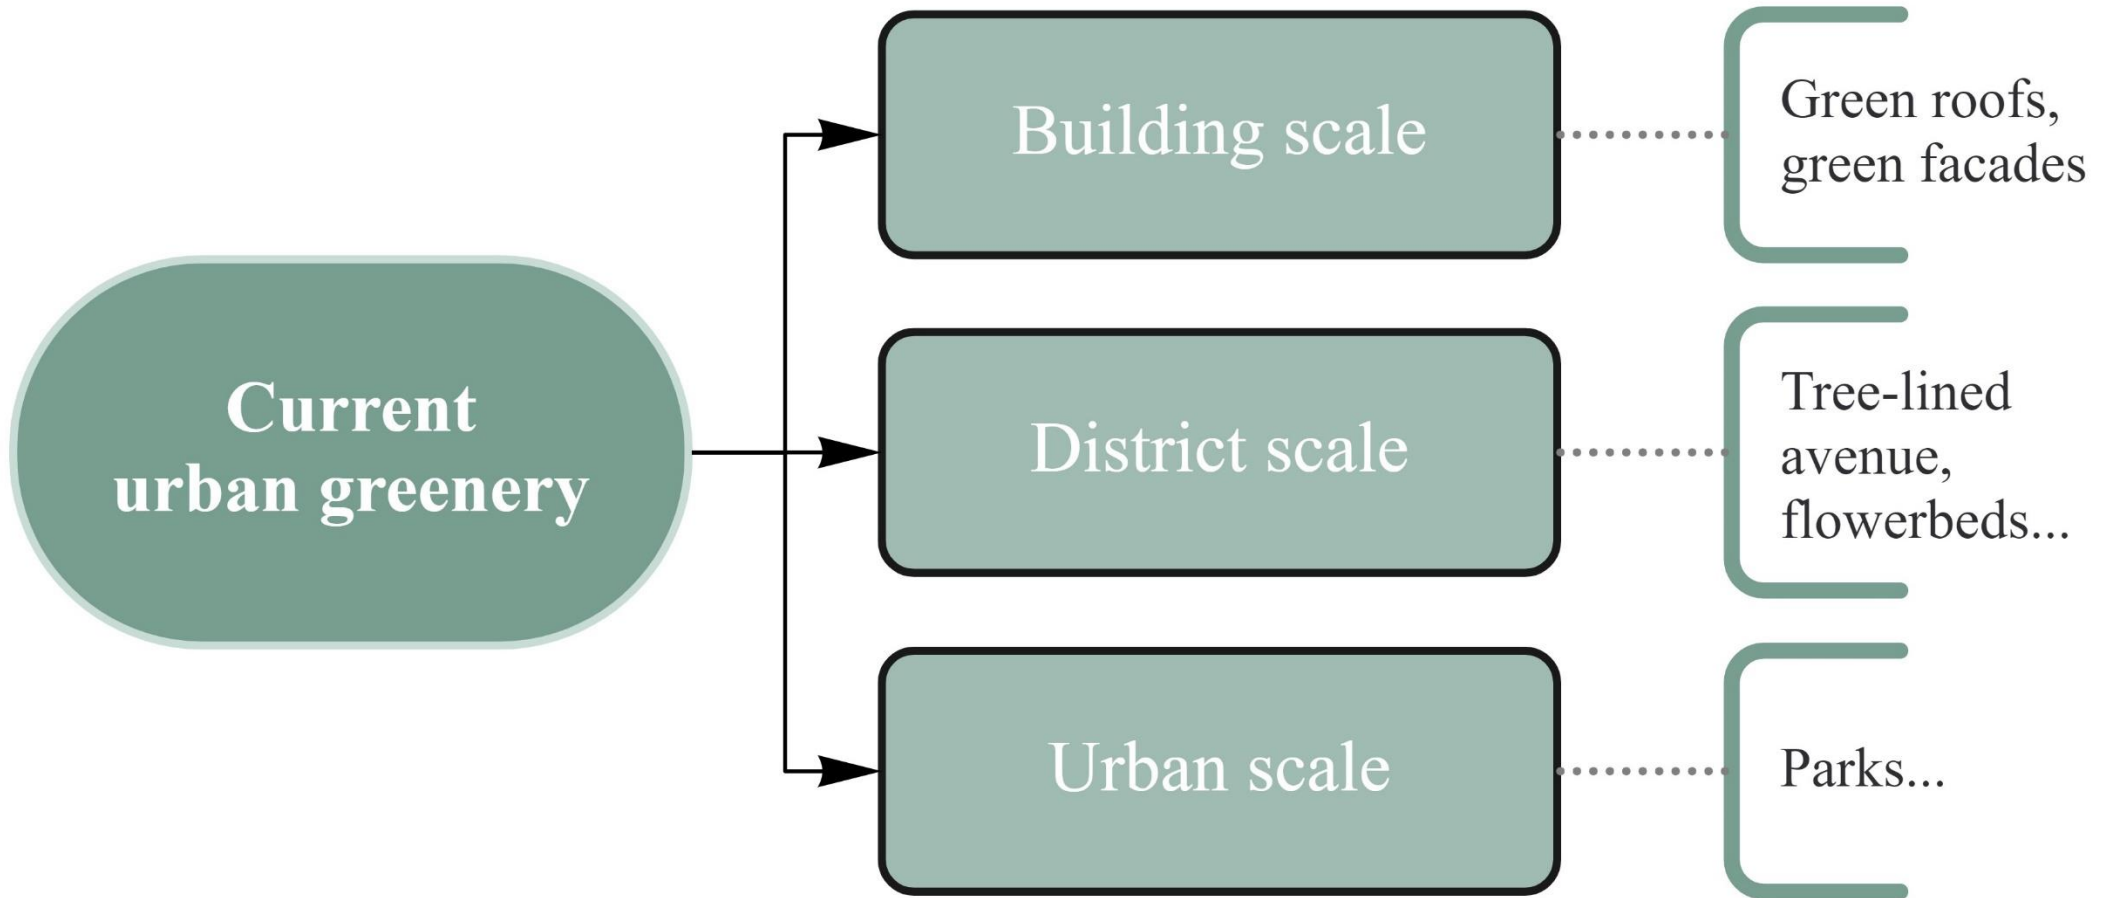 Current
urban greenery
Building scale
Green roofs,
green facades
District scale
Tree-lined
avenue,
flowerbeds...
Urban scale
Parks...